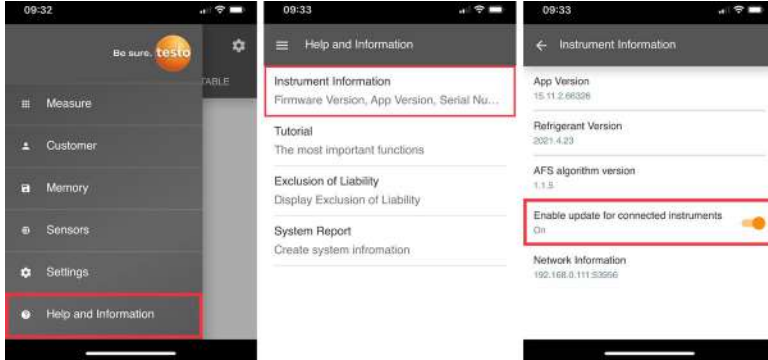 09:32
Be sure. testo
TABLE
Measure
Customer
Memory
Sensors
Settings
Help and Information
09:33
Help and Information
Instrument Information
Firmware Version, App Version, Serial Nu...
Tutorial
The most important functions
Exclusion of Liability
Display Exclusion of Liability
System Report
Create system infromation
09:33
Instrument Information
App Version
15.11.2.66326
Refrigerant Version
2021.4.23
AFS algorithm version
1.1.5
Enable update for connected instruments
On
Network Information
192.168.0.111:53956